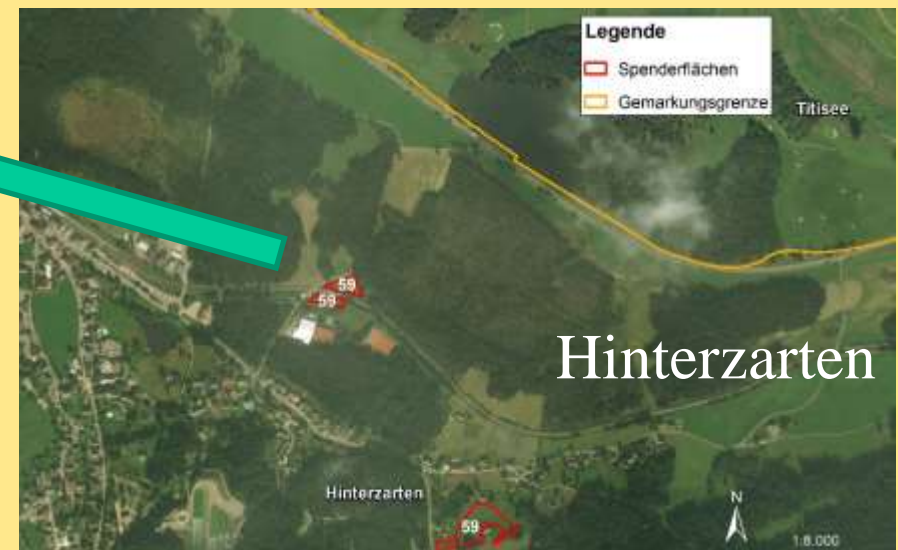 Legende
Spenderflächen
Gemarkungsgrenze
Titisee
59
59
Hinterzarten
Hinterzarten
59
N
1:8.000